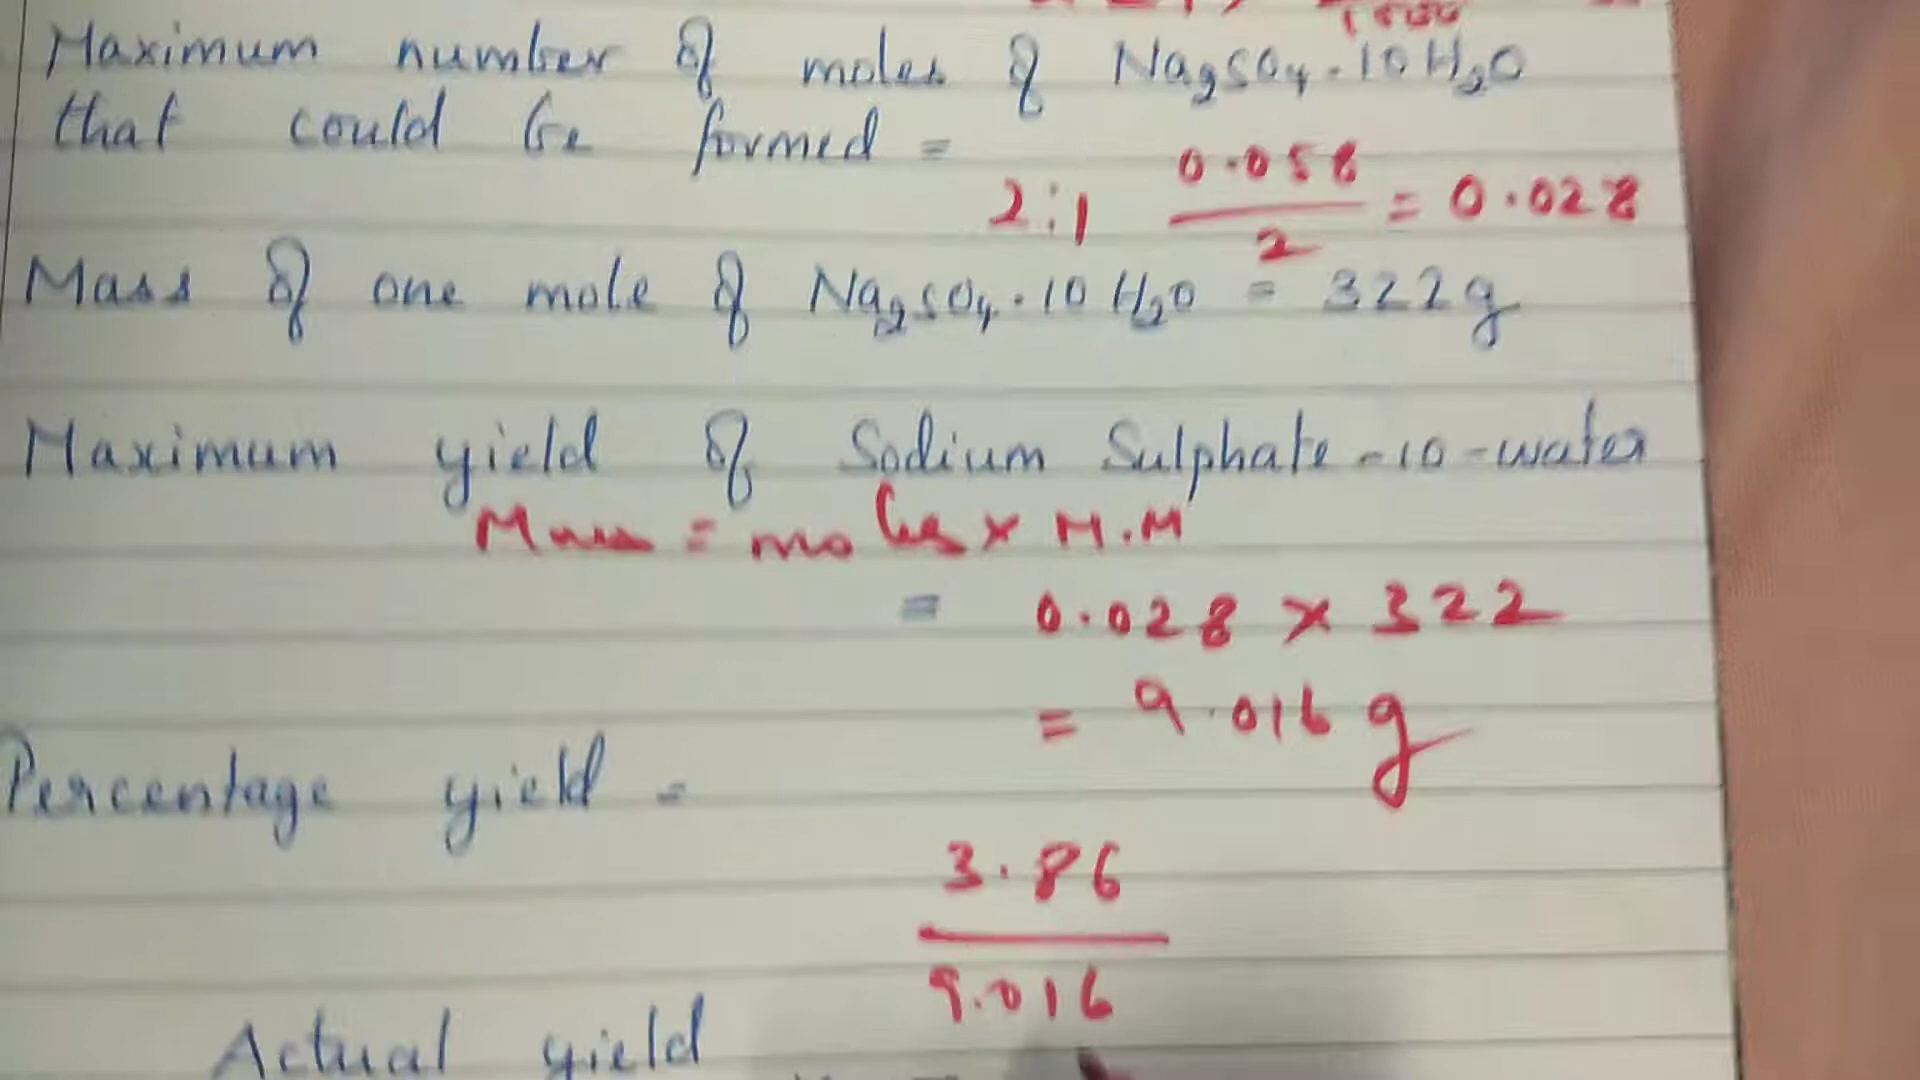 Maximum number of moles of Na2SO4.10H2O
that could be formed =
2:1 0.058/2 = 0.028
Mass of one mole of Na2SO4.10H2O = 322g
Maximum yield of Sodium Sulphate-10-water
Mass = moles × M.M
= 0.028 × 322
= 9.016 g
Percentage yield =
3.86
9.016
Actual yield